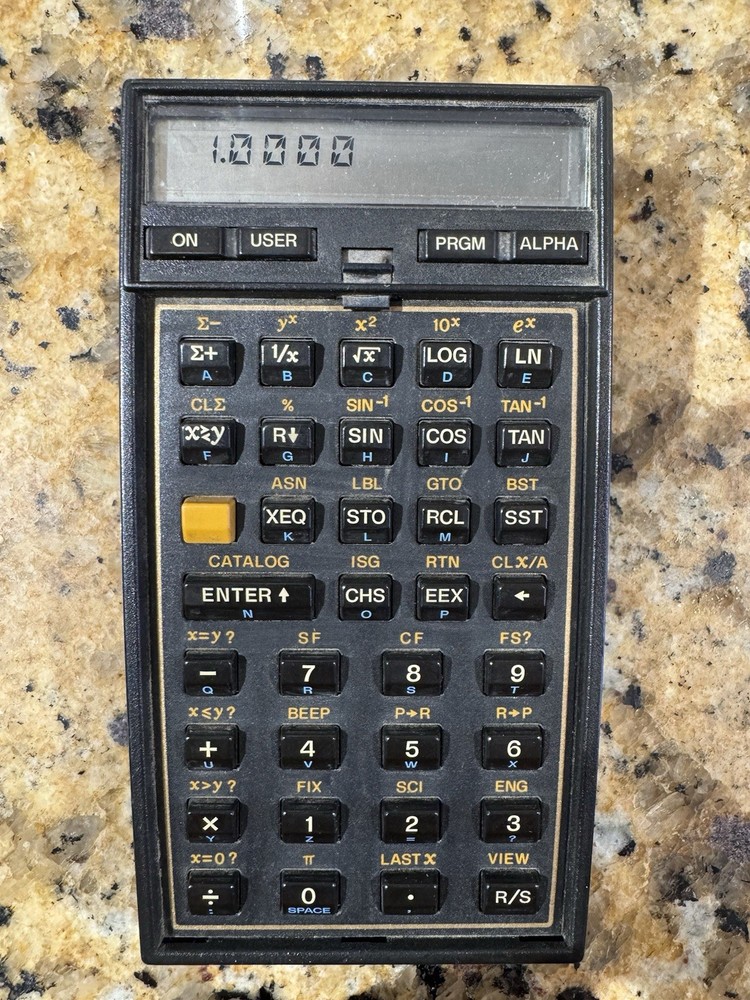 1.0000
ON USER PRGM ALPHA
Σ− yˣ x² 10ˣ eˣ
Σ+ 1/x √x LOG LN
A B C D E
CLΣ % SIN⁻¹ COS⁻¹ TAN⁻¹
x≷y R↓ SIN COS TAN
F G H I J
ASN LBL GTO BST
XEQ STO RCL SST
K L M
CATALOG ISG RTN CLX/A
ENTER↑ CHS EEX ←
N O P
x=y? SF CF FS?
− 7 8 9
Q R S T
x≤y? BEEP P→R R→P
+ 4 5 6
U V W X
x>y? FIX SCI ENG
× 1 2 3
Y Z = ?
x=0? π LAST x VIEW
÷ 0 . R/S
: SPACE ,